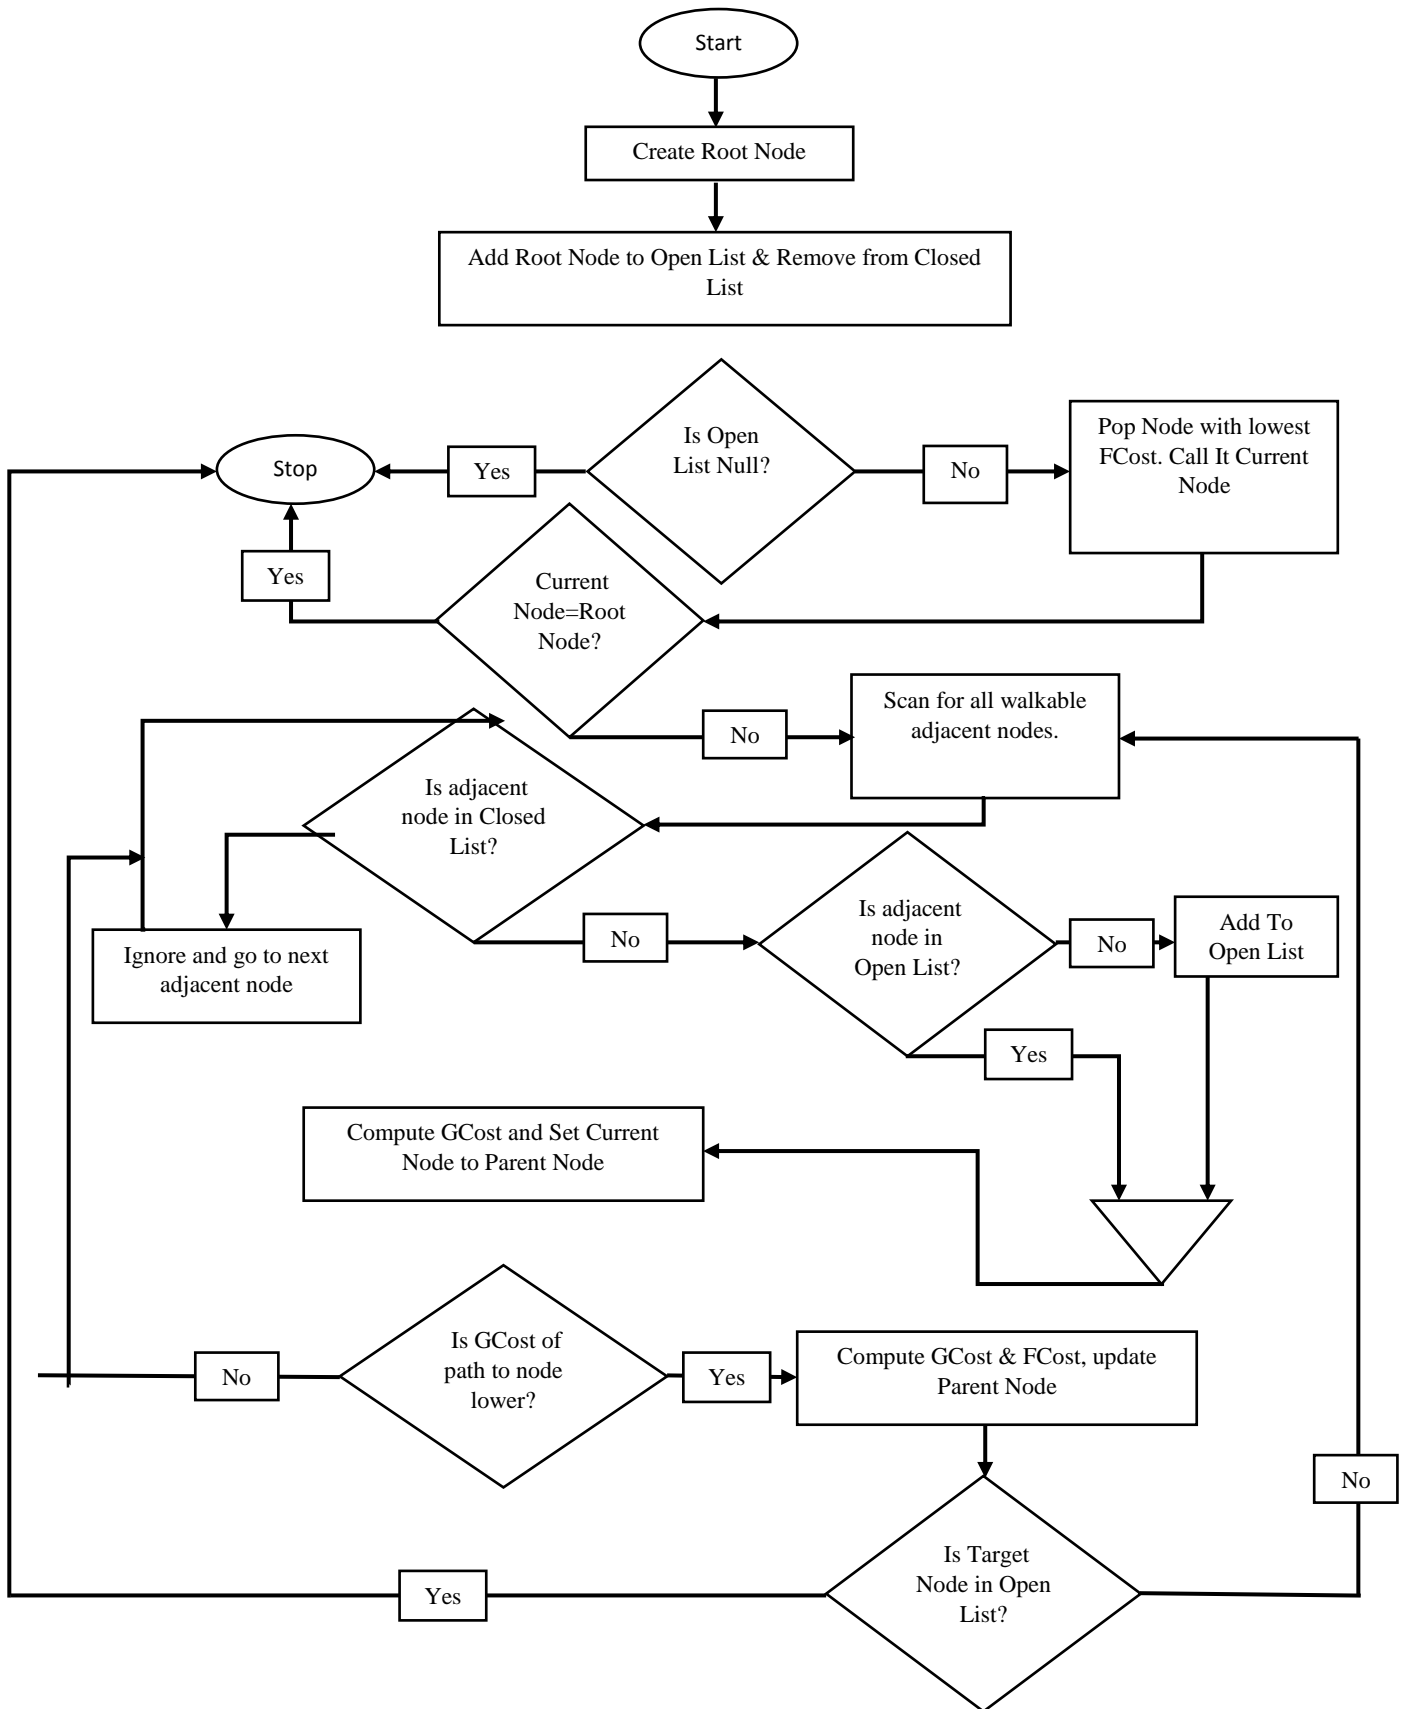 Start
Create Root Node
Add Root Node to Open List & Remove from Closed
List
Is Open
List Null?
Yes
Stop
No
Pop Node with lowest
FCost. Call It Current
Node
Current
Node=Root
Node?
Yes
No
Scan for all walkable
adjacent nodes.
Is adjacent
node in Closed
List?
Ignore and go to next
adjacent node
No
Is adjacent
node in
Open List?
No
Add To
Open List
Yes
Compute GCost and Set Current
Node to Parent Node
Is GCost of
path to node
lower?
No
Yes
Compute GCost & FCost, update
Parent Node
No
Is Target
Node in Open
List?
Yes